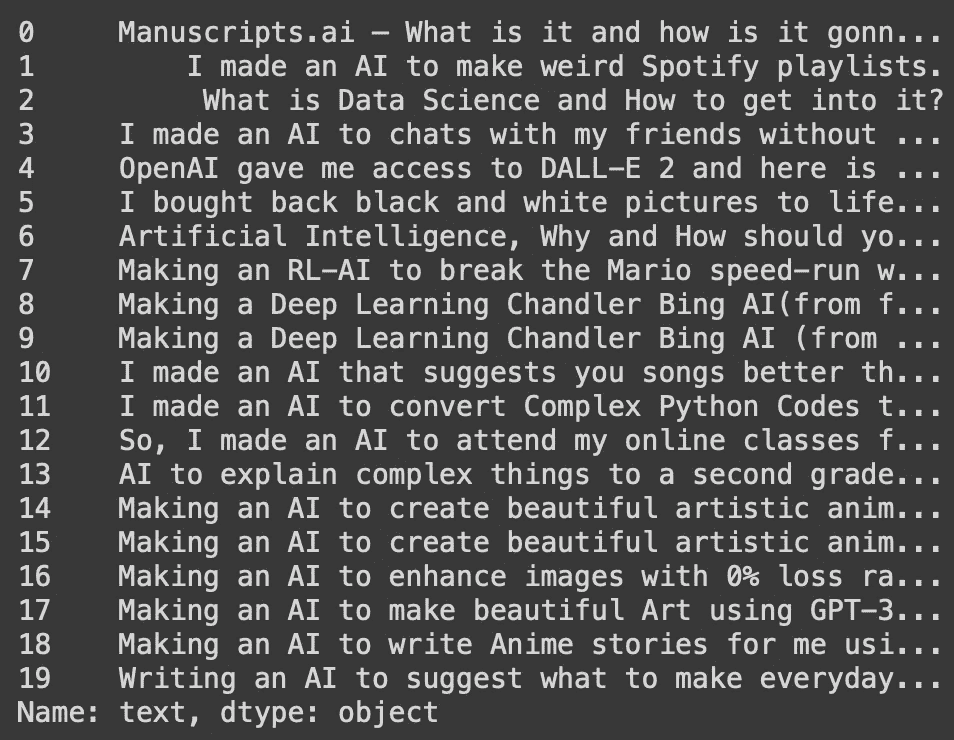 0     Manuscripts.ai – What is it and how is it gonn...
1         I made an AI to make weird Spotify playlists.
2          What is Data Science and How to get into it?
3     I made an AI to chats with my friends without ...
4     OpenAI gave me access to DALL-E 2 and here is ...
5     I bought back black and white pictures to life...
6     Artificial Intelligence, Why and How should yo...
7     Making an RL-AI to break the Mario speed-run w...
8     Making a Deep Learning Chandler Bing AI(from f...
9     Making a Deep Learning Chandler Bing AI (from ...
10    I made an AI that suggests you songs better th...
11    I made an AI to convert Complex Python Codes t...
12    So, I made an AI to attend my online classes f...
13    AI to explain complex things to a second grade...
14    Making an AI to create beautiful artistic anim...
15    Making an AI to create beautiful artistic anim...
16    Making an AI to enhance images with 0% loss ra...
17    Making an AI to make beautiful Art using GPT-3...
18    Making an AI to write Anime stories for me usi...
19    Writing an AI to suggest what to make everyday...
Name: text, dtype: object